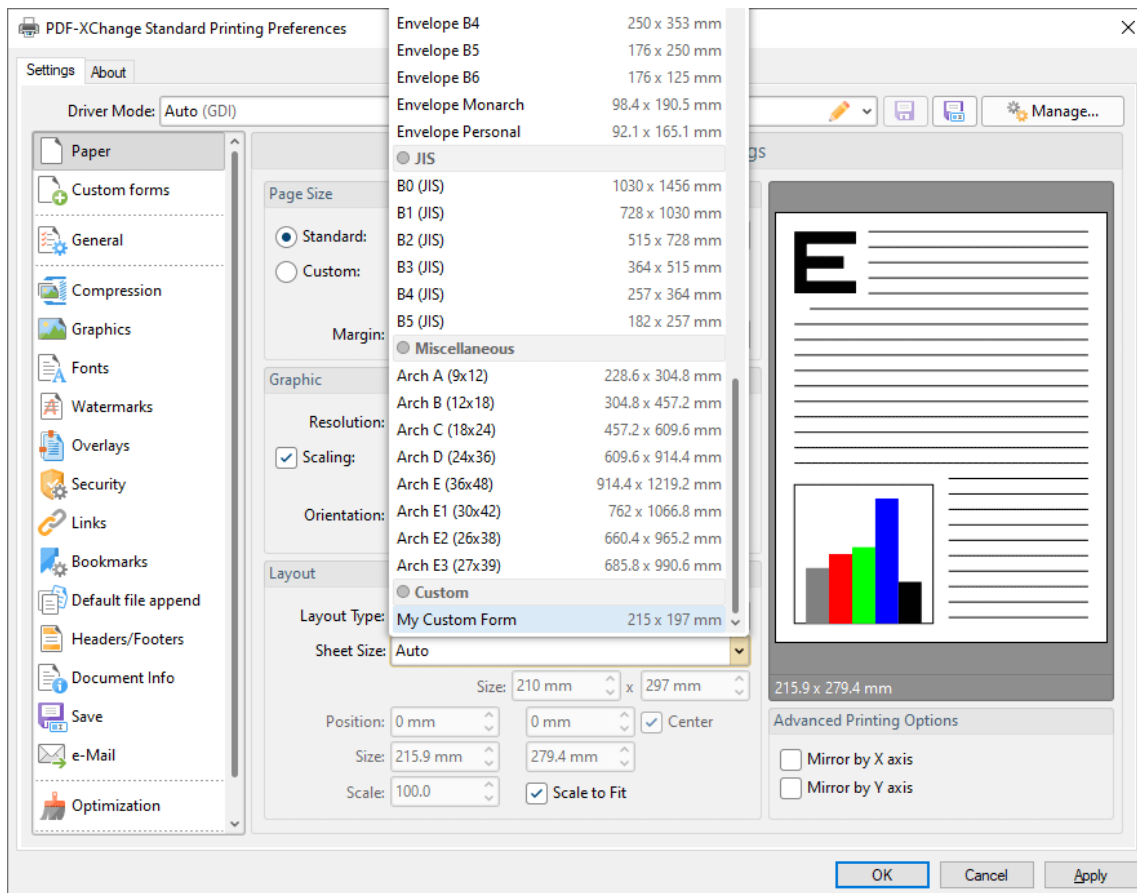 PDF-XChange Standard Printing Preferences
Settings
About
Driver Mode: Auto (GDI)
Manage...
Paper
Custom forms
General
Compression
Graphics
Fonts
Watermarks
Overlays
Security
Links
Bookmarks
Default file append
Headers/Footers
Document Info
Save
e-Mail
Optimization
Page Size
Standard:
Custom:
Margin:
Graphic
Resolution:
Scaling:
Orientation:
Layout
Layout Type:
Sheet Size: Auto
Size: 210 mm x 297 mm
Position: 0 mm 0 mm Center
Size: 215.9 mm 279.4 mm
Scale: 100.0 Scale to Fit
Envelope B4 250 x 353 mm
Envelope B5 176 x 250 mm
Envelope B6 176 x 125 mm
Envelope Monarch 98.4 x 190.5 mm
Envelope Personal 92.1 x 165.1 mm
JIS
B0 (JIS) 1030 x 1456 mm
B1 (JIS) 728 x 1030 mm
B2 (JIS) 515 x 728 mm
B3 (JIS) 364 x 515 mm
B4 (JIS) 257 x 364 mm
B5 (JIS) 182 x 257 mm
Miscellaneous
Arch A (9x12) 228.6 x 304.8 mm
Arch B (12x18) 304.8 x 457.2 mm
Arch C (18x24) 457.2 x 609.6 mm
Arch D (24x36) 609.6 x 914.4 mm
Arch E (36x48) 914.4 x 1219.2 mm
Arch E1 (30x42) 762 x 1066.8 mm
Arch E2 (26x38) 660.4 x 965.2 mm
Arch E3 (27x39) 685.8 x 990.6 mm
Custom
My Custom Form 215 x 197 mm
E
215.9 x 279.4 mm
Advanced Printing Options
Mirror by X axis
Mirror by Y axis
OK
Cancel
Apply